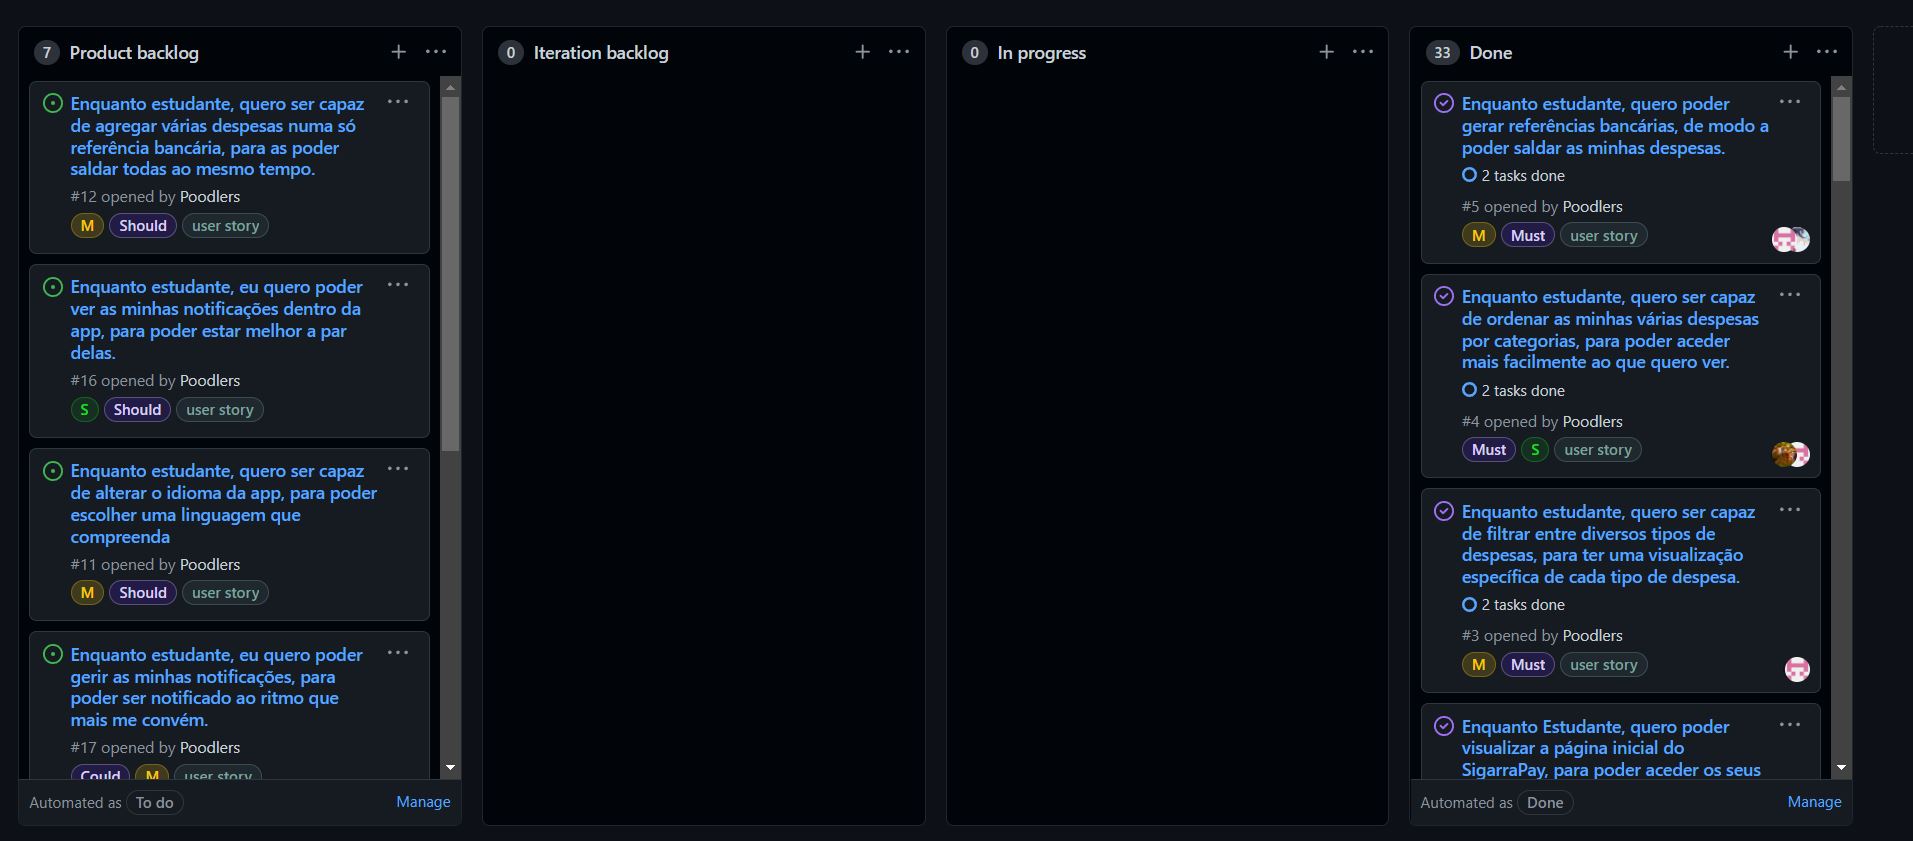 7 Product backlog
Enquanto estudante, quero ser capaz
de agregar várias despesas numa só
referência bancária, para as poder
saldar todas ao mesmo tempo.
#12 opened by Poodlers
M Should user story
Enquanto estudante, eu quero poder
ver as minhas notificações dentro da
app, para poder estar melhor a par
delas.
#16 opened by Poodlers
S Should user story
Enquanto estudante, quero ser capaz
de alterar o idioma da app, para poder
escolher uma linguagem que
compreenda
#11 opened by Poodlers
M Should user story
Enquanto estudante, eu quero poder
gerir as minhas notificações, para
poder ser notificado ao ritmo que
mais me convém.
#17 opened by Poodlers
Could M user story
Automated as To do Manage
0 Iteration backlog
0 In progress
33 Done
Enquanto estudante, quero poder
gerar referências bancárias, de modo a
poder saldar as minhas despesas.
2 tasks done
#5 opened by Poodlers
M Must user story
Enquanto estudante, quero ser capaz
de ordenar as minhas várias despesas
por categorias, para poder aceder
mais facilmente ao que quero ver.
2 tasks done
#4 opened by Poodlers
Must S user story
Enquanto estudante, quero ser capaz
de filtrar entre diversos tipos de
despesas, para ter uma visualização
específica de cada tipo de despesa.
2 tasks done
#3 opened by Poodlers
M Must user story
Enquanto Estudante, quero poder
visualizar a página inicial do
SigarraPay, para poder aceder os seus
Automated as Done Manage